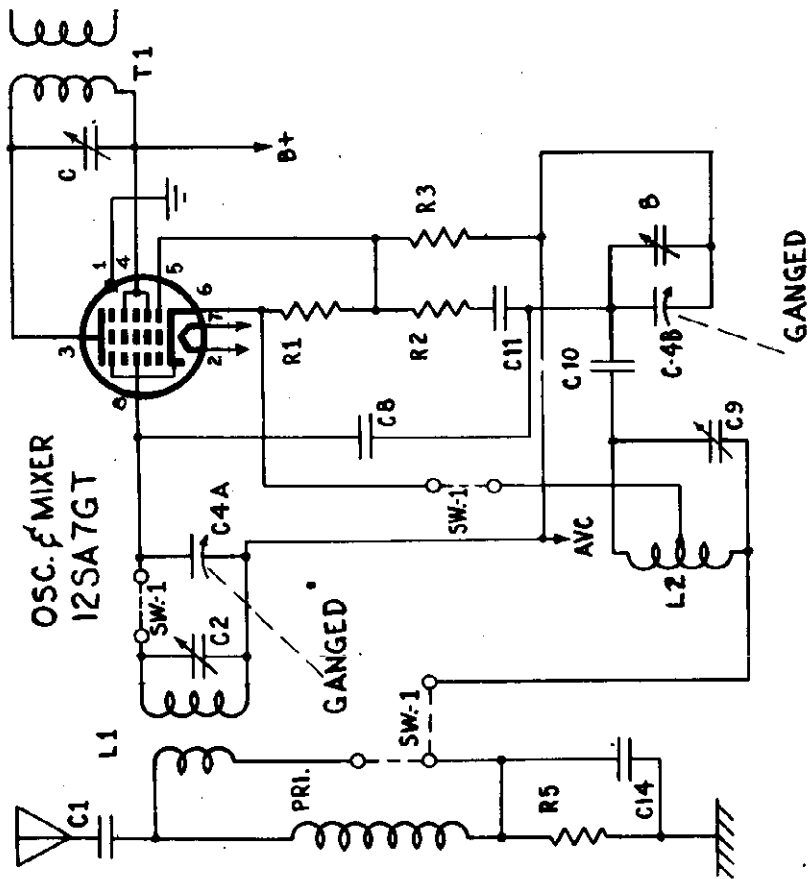 OSC. & MIXER
12SA7GT
C
T1
B+
3
8
1
4
5
6
7
2
R1
R2
R3
C11
C8
SW.-1
C4A
GANGED
SW.-1
C2
L1
C1
PRI.
SW.-1
R5
C14
AVC
L2
C9
C10
C-4B
8
GANGED